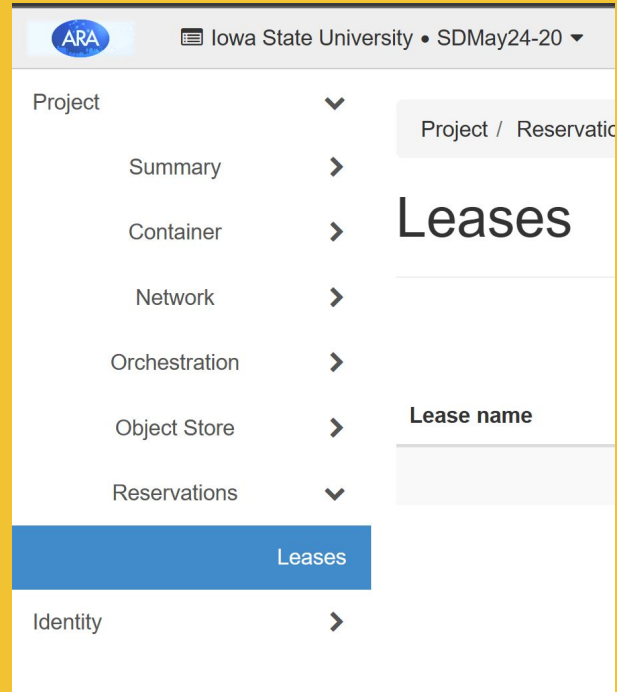 ARA
Iowa State University • SDMay24-20
Project
Summary
Container
Network
Orchestration
Object Store
Reservations
Leases
Identity
Project / Reservatio
Leases
Lease name